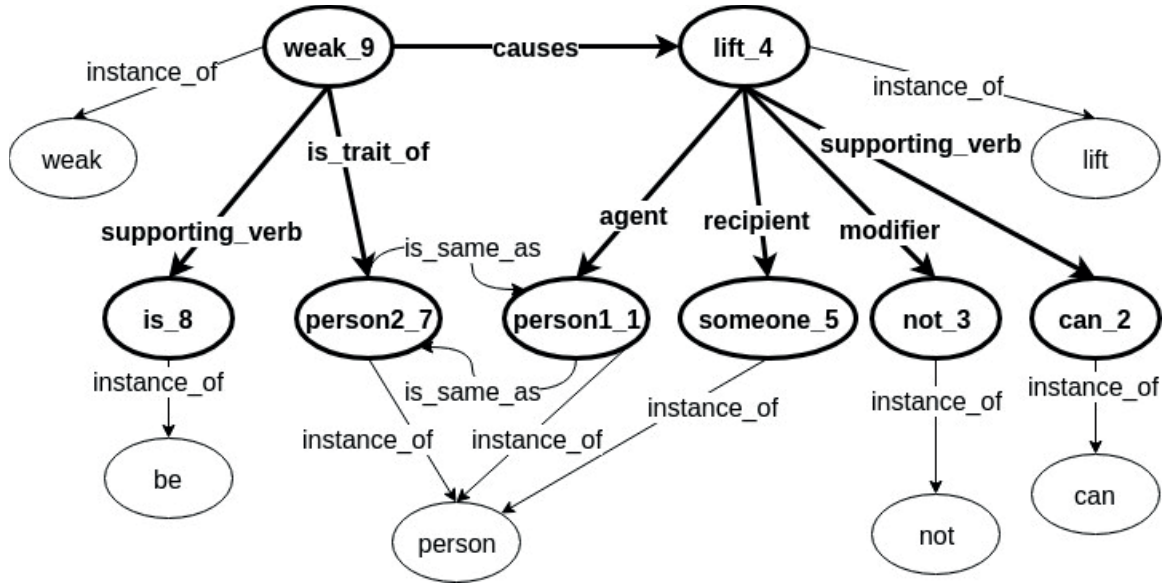 weak_9 causes lift_4
instance_of
instance_of
weak
is_trait_of
supporting_verb
lift
supporting_verb
agent
recipient
modifier
is_same_as
is_8
person2_7
person1_1
someone_5
not_3
can_2
instance_of
is_same_as
instance_of
instance_of
instance_of
instance_of
instance_of
be
can
person
not